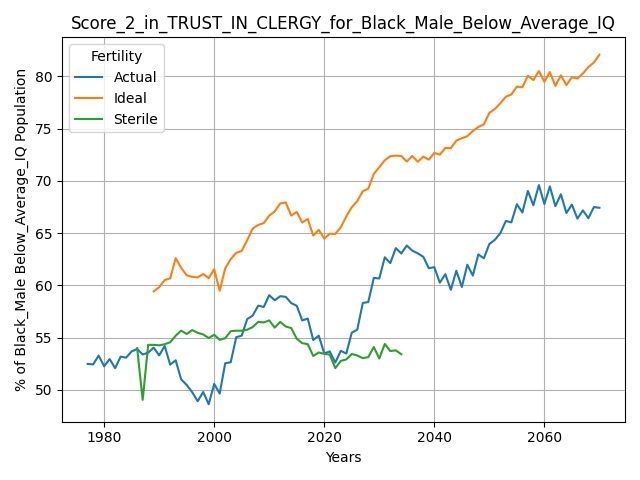 Score_2_in_TRUST_IN_CLERGY_for_Black_Male_Below_Average_IQ
Fertility
Actual
Ideal
Sterile
% of Black_Male Below_Average_IQ Population
80
75
70
65
60
55
50
1980
2000
2020
2040
2060
Years